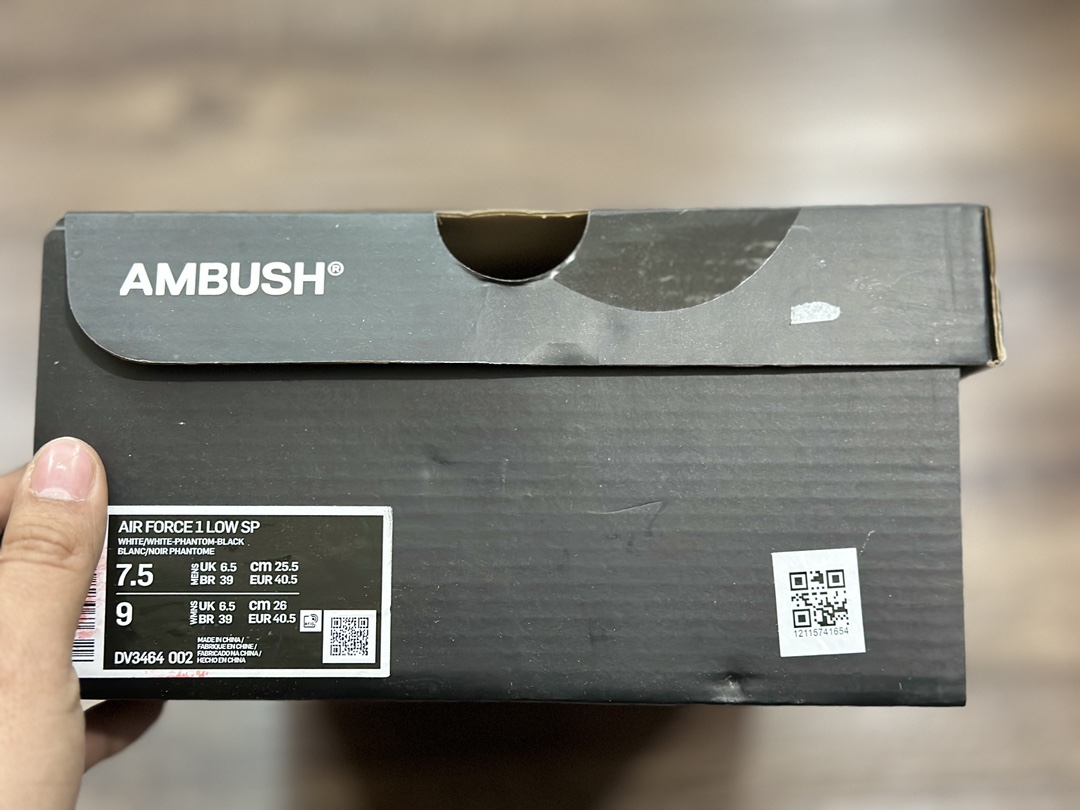 AMBUSH®
AIR FORCE 1 LOW SP
WHITE/WHITE-PHANTOM-BLACK
BLANC/NOIR PHANTOME
7.5 MENS UK 6.5 cm 25.5
BR 39 EUR 40.5
9 WMNS UK 6.5 cm 26
BR 39 EUR 40.5
MADE IN CHINA/
FABRIQUE EN CHINE/
FABRICADO NA CHINA/
DV3464 002 HECHO EN CHINA
12115741654